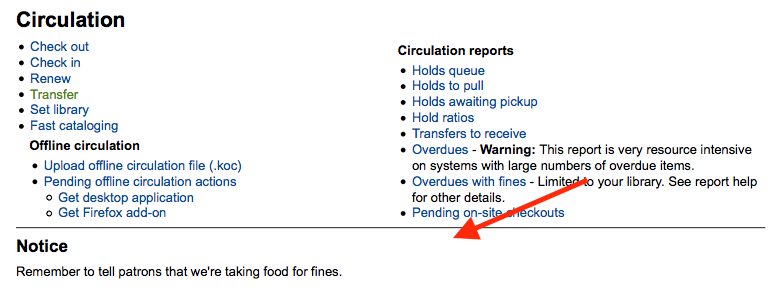 Circulation
Check out
Check in
Renew
Transfer
Set library
Fast cataloging
Offline circulation
Upload offline circulation file (.koc)
Pending offline circulation actions
Get desktop application
Get Firefox add-on
Circulation reports
Holds queue
Holds to pull
Holds awaiting pickup
Hold ratios
Transfers to receive
Overdues - Warning: This report is very resource intensive
on systems with large numbers of overdue items.
Overdues with fines - Limited to your library. See report help
for other details.
Pending on-site checkouts
Notice
Remember to tell patrons that we're taking food for fines.